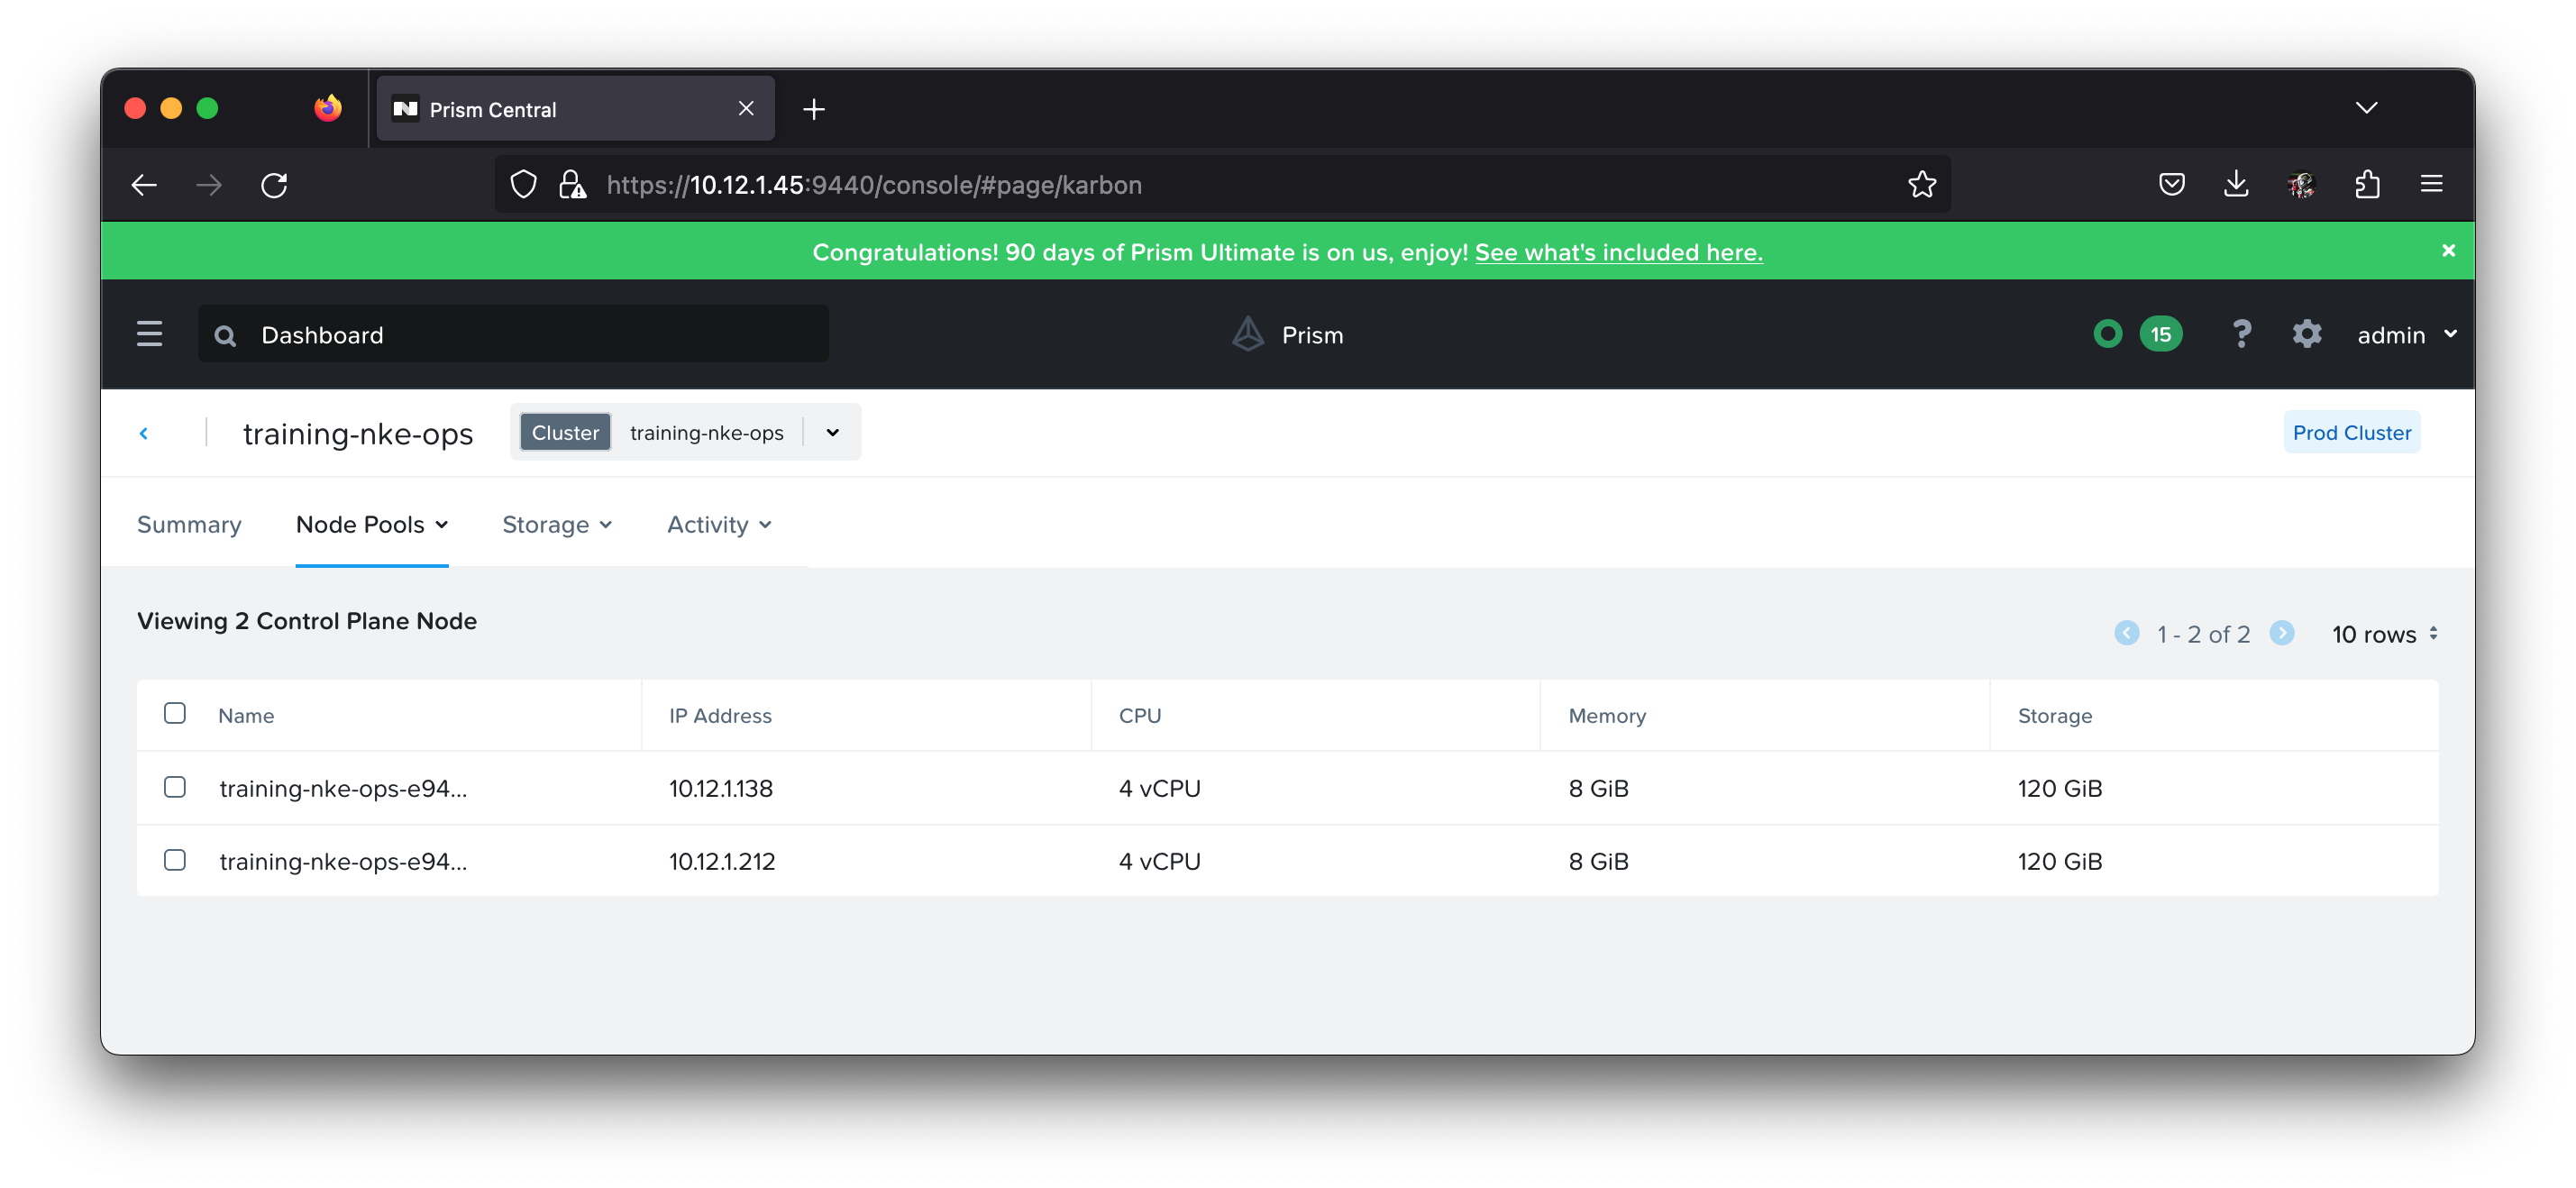 Prism Central
https://10.12.1.45:9440/console/#page/karbon
Congratulations! 90 days of Prism Ultimate is on us, enjoy! See what's included here.
Dashboard
Prism
15
?
admin
training-nke-ops
Cluster
training-nke-ops
Prod Cluster
Summary
Node Pools
Storage
Activity
Viewing 2 Control Plane Node
1 - 2 of 2
10 rows
Name IP Address CPU Memory Storage
training-nke-ops-e94... 10.12.1.138 4 vCPU 8 GiB 120 GiB
training-nke-ops-e94... 10.12.1.212 4 vCPU 8 GiB 120 GiB